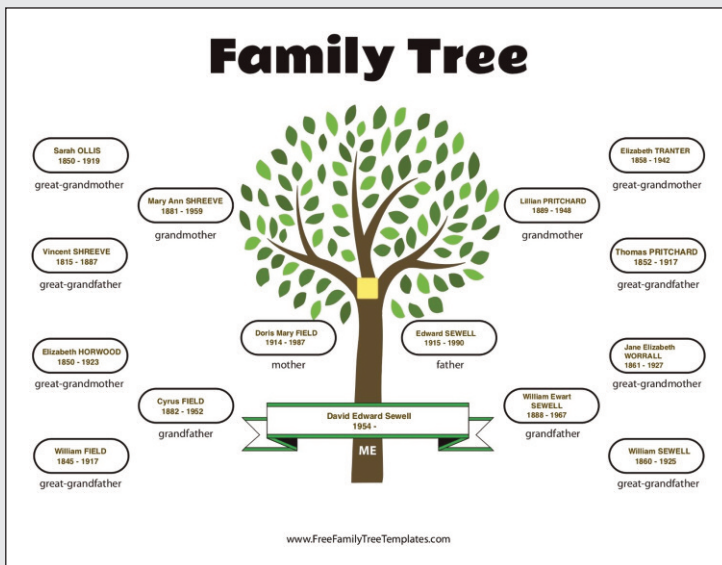 Family Tree
Sarah OLLIS
1850 - 1919
great-grandmother
Mary Ann SHREEVE
1881 - 1959
grandmother
Vincent SHREEVE
1815 - 1887
great-grandfather
Elizabeth HORWOOD
1850 - 1923
great-grandmother
Cyrus FIELD
1882 - 1952
grandfather
William FIELD
1845 - 1917
great-grandfather
Doris Mary FIELD
1914 - 1987
mother
Edward SEWELL
1915 - 1990
father
David Edward Sewell
1954 -
ME
Elizabeth TRANTER
1858 - 1942
great-grandmother
Lillian PRITCHARD
1889 - 1948
grandmother
Thomas PRITCHARD
1852 - 1917
great-grandfather
Jane Elizabeth
WORRALL
1861 - 1927
great-grandmother
William Ewart
SEWELL
1888 - 1967
grandfather
William SEWELL
1860 - 1925
great-grandfather
www.FreeFamilyTreeTemplates.com